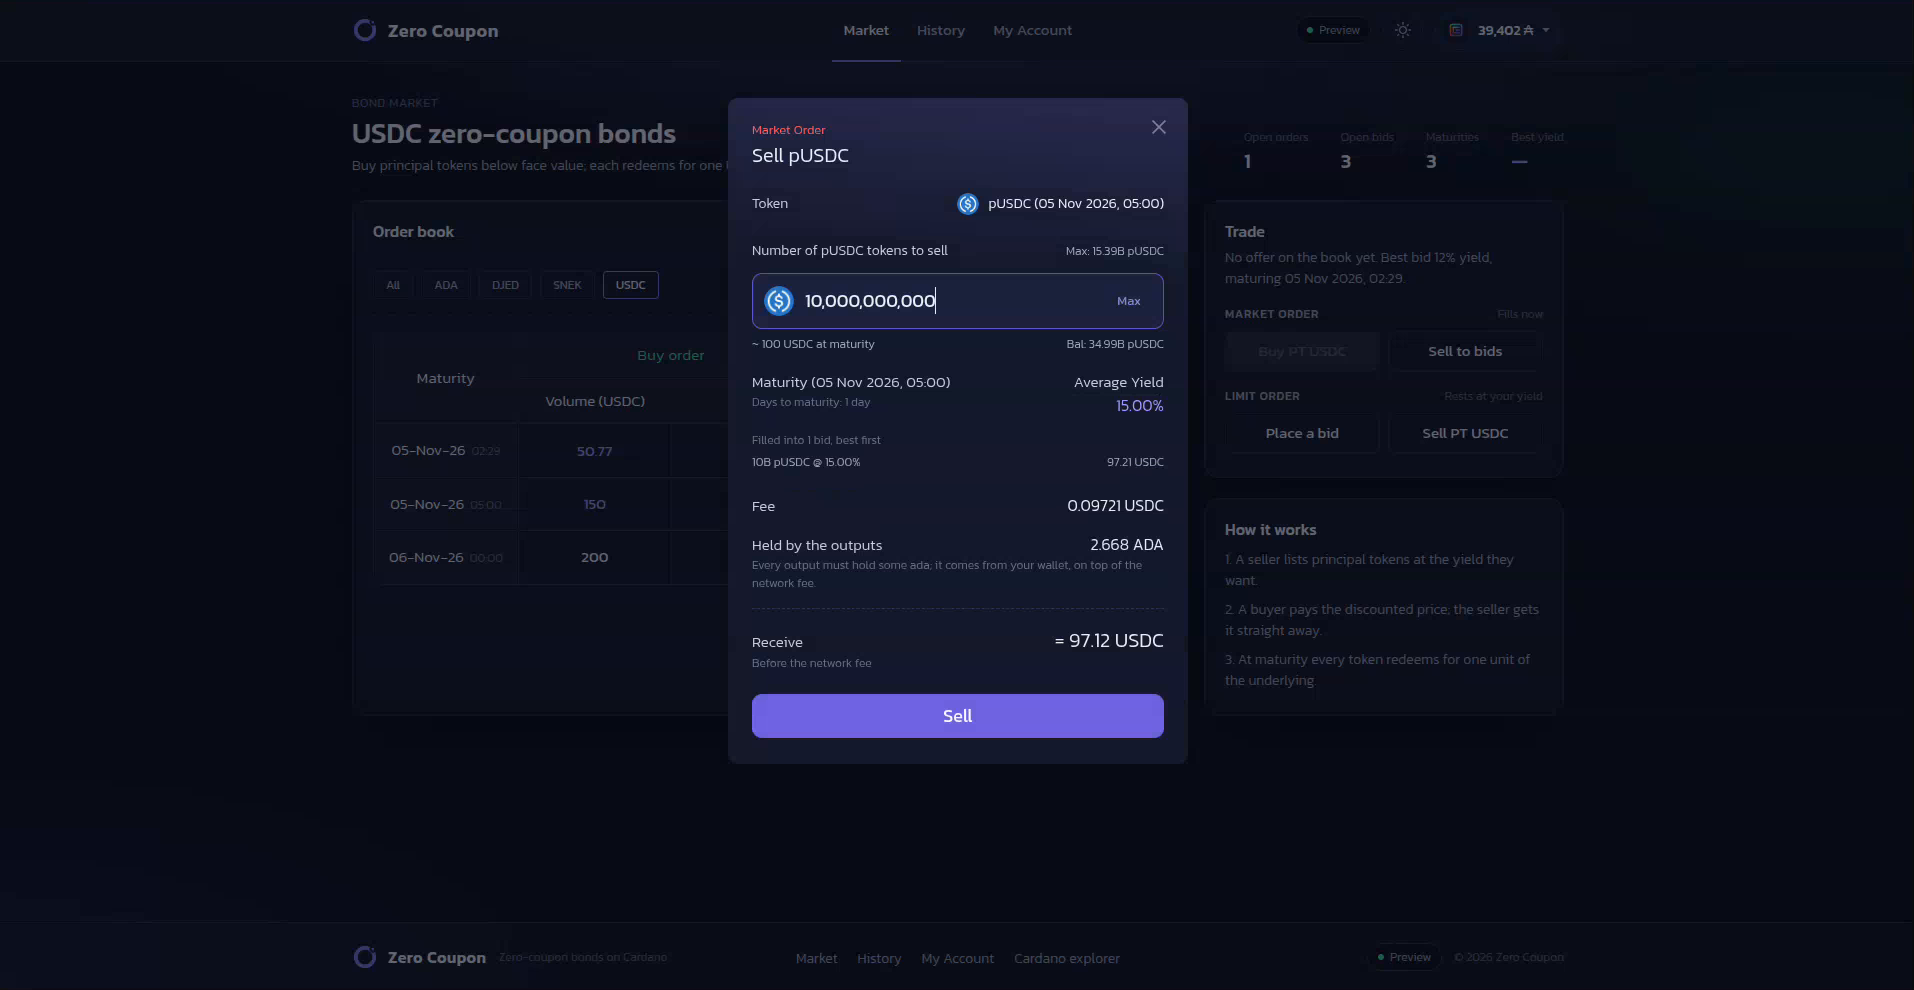 Zero Coupon
Market
History
My Account
Preview
39,402 ₳
BOND MARKET
USDC zero-coupon bonds
Buy principal tokens below face value; each redeems for one
Open orders
1
Open bids
3
Maturities
3
Best yield
—
Order book
All
ADA
DJED
SNEK
USDC
Maturity
Buy order
Volume (USDC)
05-Nov-26 02:29
50.77
05-Nov-26 05:00
150
06-Nov-26 00:00
200
Market Order
Sell pUSDC
Token
pUSDC (05 Nov 2026, 05:00)
Number of pUSDC tokens to sell
Max: 15.39B pUSDC
10,000,000,000
Max
~ 100 USDC at maturity
Bal: 34.99B pUSDC
Maturity (05 Nov 2026, 05:00)
Average Yield
Days to maturity: 1 day
15.00%
Filled into 1 bid, best first
10B pUSDC @ 15.00%
97.21 USDC
Fee
0.09721 USDC
Held by the outputs
2.668 ADA
Every output must hold some ada; it comes from your wallet, on top of the
network fee.
Receive
= 97.12 USDC
Before the network fee
Sell
Trade
No offer on the book yet. Best bid 12% yield,
maturing 05 Nov 2026, 02:29.
MARKET ORDER
Fills now
Buy PT USDC
Sell to bids
LIMIT ORDER
Rests at your yield
Place a bid
Sell PT USDC
How it works
1. A seller lists principal tokens at the yield they
want.
2. A buyer pays the discounted price; the seller gets
it straight away.
3. At maturity every token redeems for one unit of
the underlying.
Zero Coupon
Zero-coupon bonds on Cardano
Market
History
My Account
Cardano explorer
Preview
© 2026 Zero Coupon